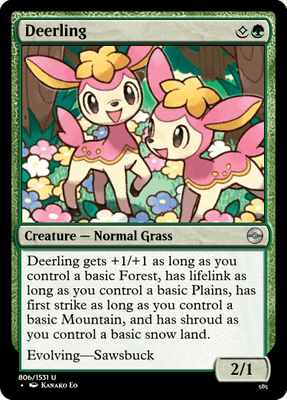 Deerling
Creature — Normal Grass
Deerling gets +1/+1 as long as you
control a basic Forest, has lifelink as
long as you control a basic Plains, has
first strike as long as you control a
basic Mountain, and has shroud as
you control a basic snow land.
Evolving—Sawsbuck
2/1
806/1531 U
• Kanako Eo
585